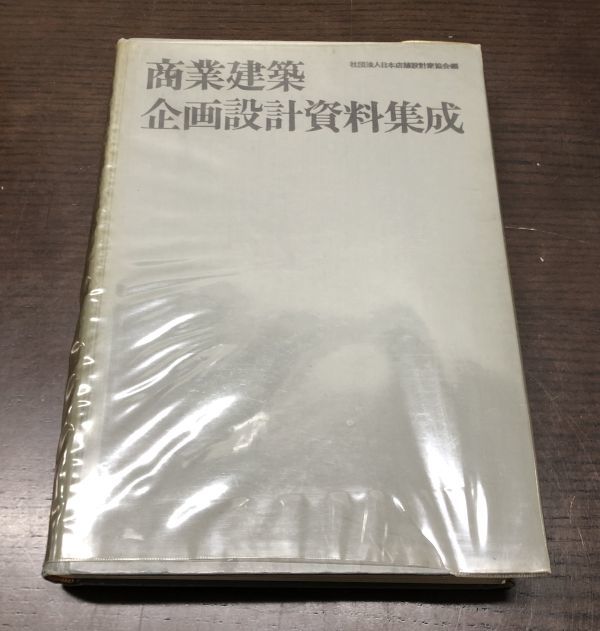 商業建築
企画設計資料集成
社団法人日本店舗設計家協会編